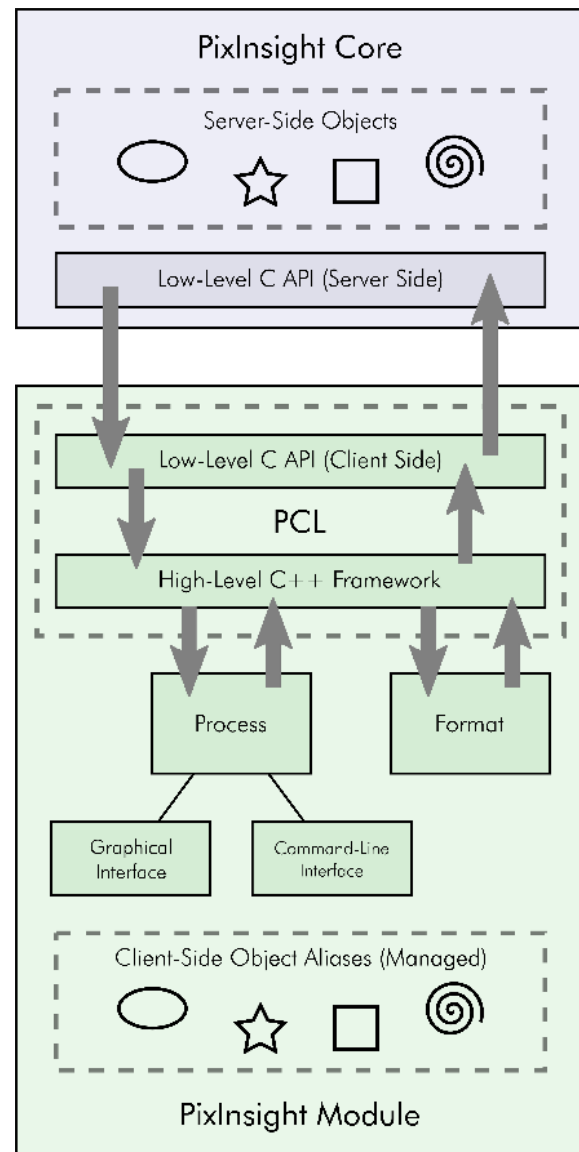 PixInsight Core
Server-Side Objects
Low-Level C API (Server Side)
Low-Level C API (Client Side)
PCL
High-Level C++ Framework
Process
Format
Graphical
Interface
Command-Line
Interface
Client-Side Object Aliases (Managed)
PixInsight Module